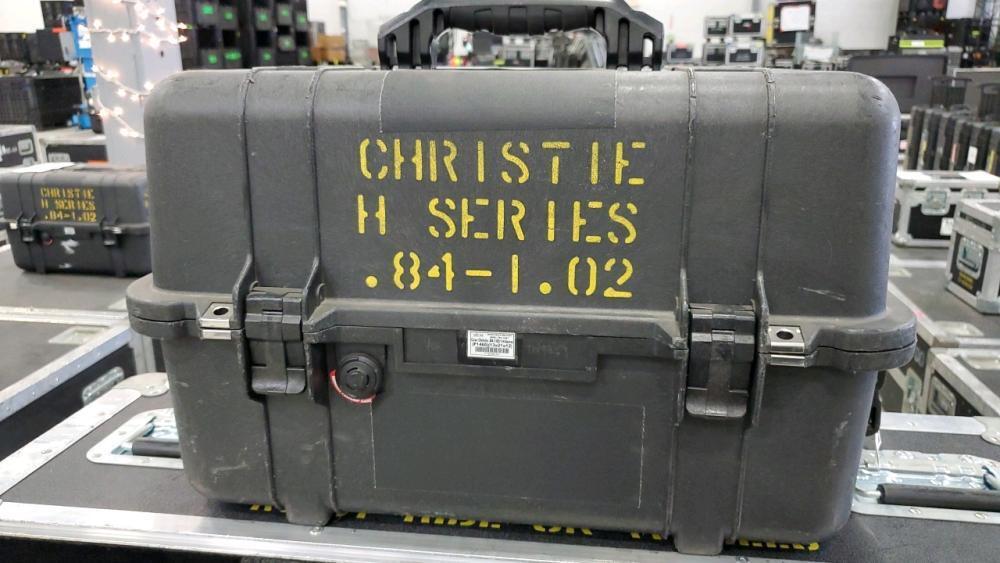 CHRISTIE
H SERIES
.84-1.02
CHRISTIE
H SERIES
.84-1.02